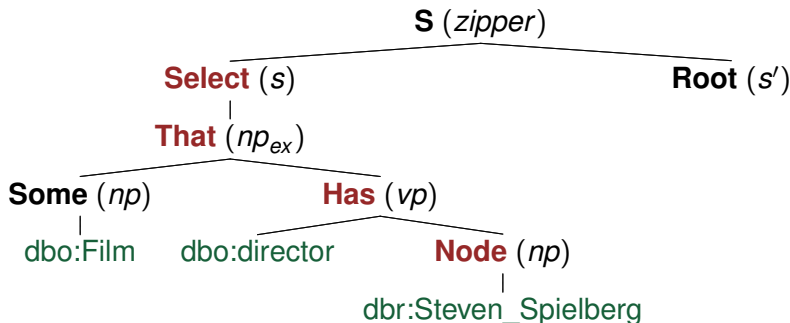 S (zipper)
Select (s) Root (s′)
That (np_ex)
Some (np) Has (vp)
dbo:Film dbo:director Node (np)
dbr:Steven_Spielberg